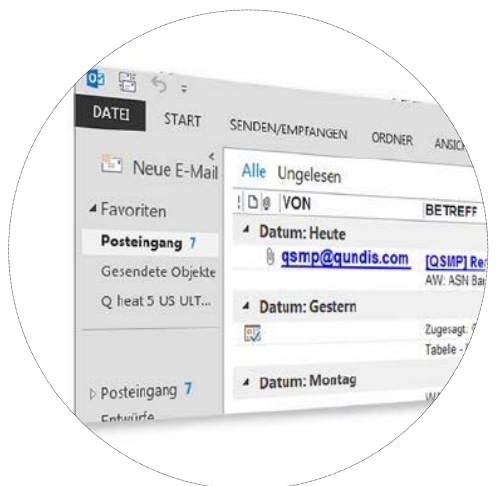 DATEI START SENDEN/EMPFANGEN ORDNER
Neue E-Mail
Alle Ungelesen
VON BETREFF
Favoriten
Datum: Heute
Posteingang 7
qsmp@qundis.com [QSMP]
AW: ASN
Gesendete Objekte
Q heat 5 US ULT...
Datum: Gestern
Zugesagt:
Tabelle -
Datum: Montag
Posteingang 7
Entwürfe